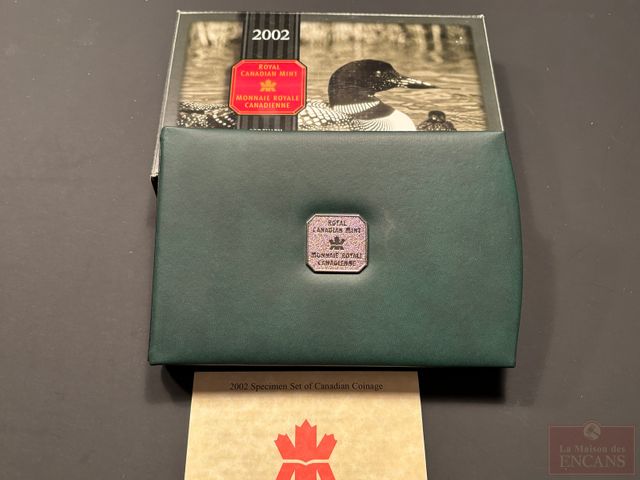 2002
ROYAL
CANADIAN MINT
MONNAIE ROYALE
CANADIENNE
ROYAL
CANADIAN MINT
MONNAIE ROYALE
CANADIENNE
2002 Specimen Set of Canadian Coinage
La Maison des
ENCANS